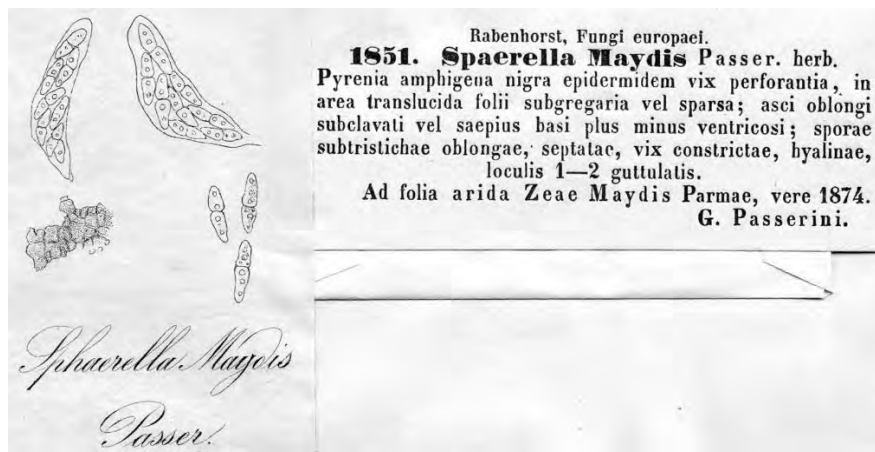 Rabenhorst, Fungi europaei.
1851. Spaerella Maydis Passer. herb.
Pyrenia amphigena nigra epidermidem vix perforantia, in
area translucida folii subgregaria vel sparsa; asci oblongi
subclavati vel saepius basi plus minus ventricosi; sporae
subtristichae oblongae, septatae, vix constrictae, hyalinae,
loculis 1—2 guttulatis.
Ad folia arida Zeae Maydis Parmae, vere 1874.
G. Passerini.
Sphaerella Maydis
Passer.